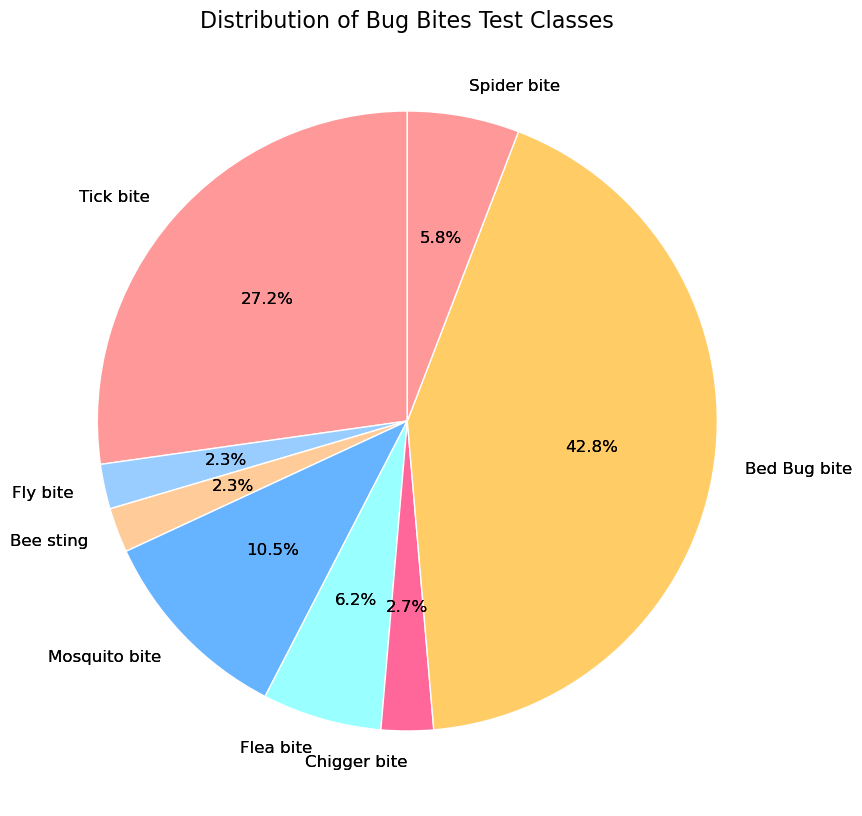 Distribution of Bug Bites Test Classes
Spider bite
Tick bite
5.8%
27.2%
42.8%
Bed Bug bite
2.3%
Fly bite
2.3%
Bee sting
10.5%
6.2%
2.7%
Mosquito bite
Flea bite
Chigger bite